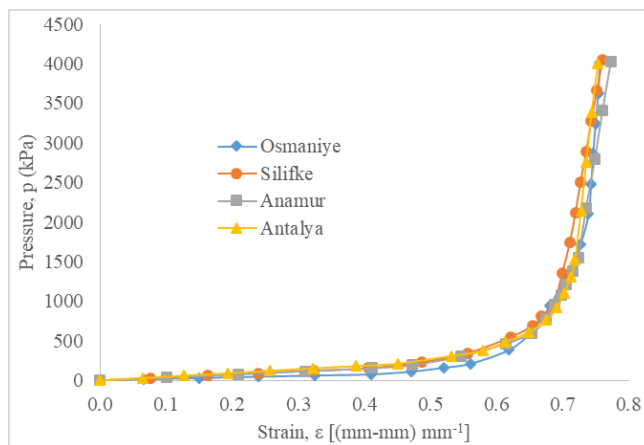 4500
4000
3500
3000
2500
2000
1500
1000
500
0
Pressure, p (kPa)
Osmaniye
Silifke
Anamur
Antalya
0.0 0.1 0.2 0.3 0.4 0.5 0.6 0.7 0.8
Strain, ε [(mm-mm) mm⁻¹)